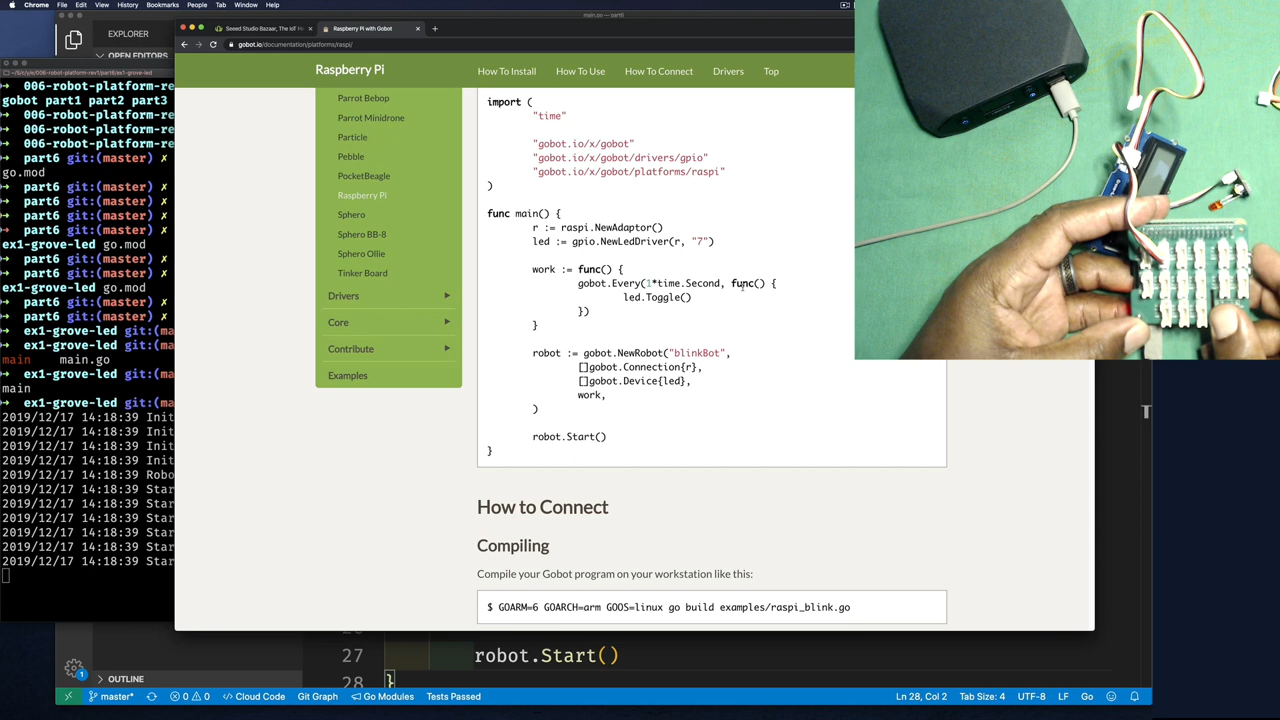 Chrome File Edit View History Bookmarks People Tab Window Help
main.go — part6
EXPLORER
OPEN EDITORS
~/S/c/y/e/006-robot-platform-rev1/part6/ex1-grove-led
Seeed Studio Bazaar, The IoT H
Raspberry Pi with Gobot
gobot.io/documentation/platforms/raspi/
Raspberry Pi
How To Install How To Use How To Connect Drivers Top
➜ 006-robot-platform-re
gobot part1 part2 part3
➜ 006-robot-platform-re
➜ 006-robot-platform-re
➜ 006-robot-platform-re
➜ part6 git:(master) ✗
go.mod
➜ part6 git:(master) ✗
➜ part6 git:(master) ✗
➜ part6 git:(master) ✗
➜ part6 git:(master) ✗
ex1-grove-led go.mod
➜ part6 git:(master) ✗
ex1-grove-led go.mod
➜ part6 git:(master) ✗
➜ ex1-grove-led git:(ma
main main.go
➜ ex1-grove-led git:(ma
main
➜ ex1-grove-led git:(ma
2019/12/17 14:18:39 Init
2019/12/17 14:18:39 Init
2019/12/17 14:18:39 Init
2019/12/17 14:18:39 Init
2019/12/17 14:18:39 Robo
2019/12/17 14:18:39 Star
2019/12/17 14:18:39 Star
2019/12/17 14:18:39 Star
2019/12/17 14:18:39 Star
2019/12/17 14:18:39 Star
2019/12/17 14:18:39 Star
Parrot Bebop
Parrot Minidrone
Particle
Pebble
PocketBeagle
Raspberry Pi
Sphero
Sphero BB-8
Sphero Ollie
Tinker Board
Drivers
Core
Contribute
Examples
import (
"time"
"gobot.io/x/gobot"
"gobot.io/x/gobot/drivers/gpio"
"gobot.io/x/gobot/platforms/raspi"
)
func main() {
r := raspi.NewAdaptor()
led := gpio.NewLedDriver(r, "7")
work := func() {
gobot.Every(1*time.Second, func() {
led.Toggle()
})
}
robot := gobot.NewRobot("blinkBot",
[]gobot.Connection{r},
[]gobot.Device{led},
work,
)
robot.Start()
}
How to Connect
Compiling
Compile your Gobot program on your workstation like this:
$ GOARM=6 GOARCH=arm GOOS=linux go build examples/raspi_blink.go
27 robot.Start()
28 }
OUTLINE
master* 0 0 Cloud Code Git Graph Go Modules Tests Passed Ln 28, Col 2 Tab Size: 4 UTF-8 LF Go